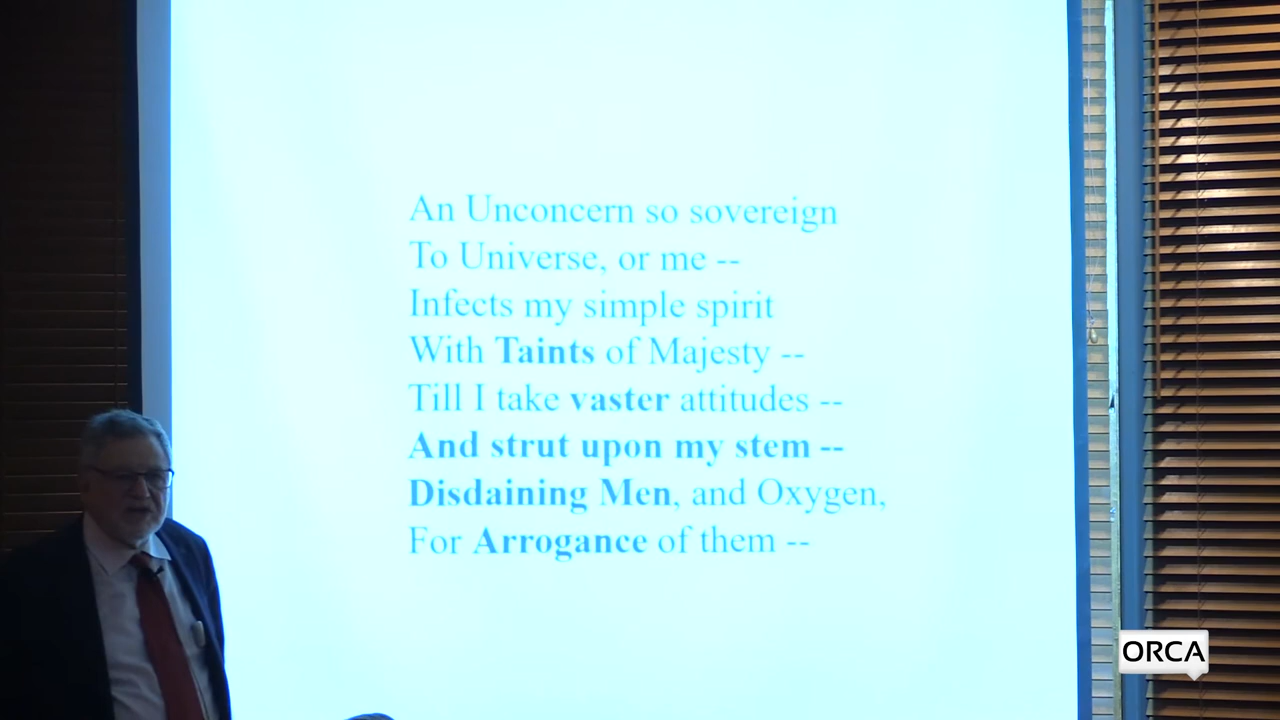 An Unconcern so sovereign
To Universe, or me --
Infects my simple spirit
With Taints of Majesty --
Till I take vaster attitudes --
And strut upon my stem --
Disdaining Men, and Oxygen,
For Arrogance of them --
ORCA